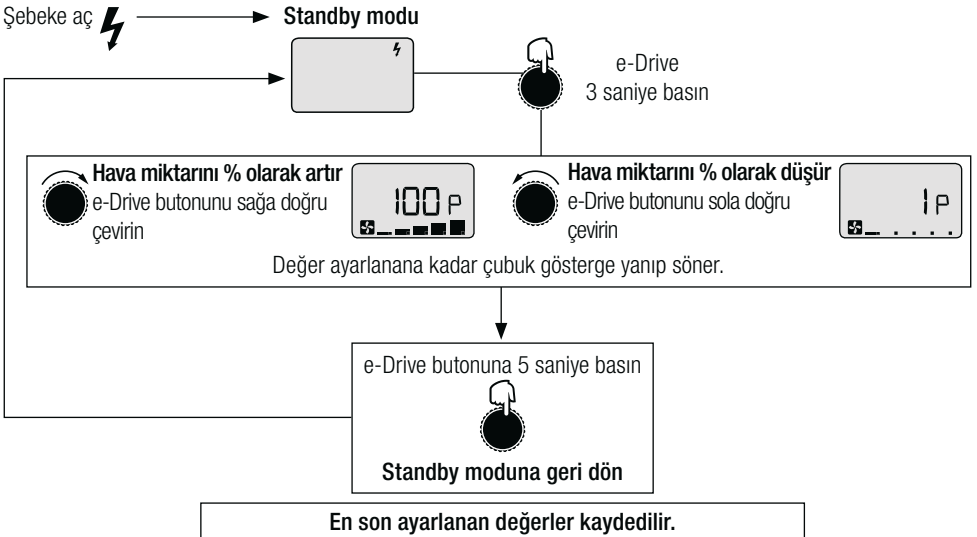 Şebeke aç
Standby modu
e-Drive
3 saniye basın
Hava miktarını % olarak artır
e-Drive butonunu sağa doğru
çevirin
100 P
Hava miktarını % olarak düşür
e-Drive butonunu sola doğru
çevirin
1 P
Değer ayarlanana kadar çubuk gösterge yanıp söner.
e-Drive butonuna 5 saniye basın
Standby moduna geri dön
En son ayarlanan değerler kaydedilir.